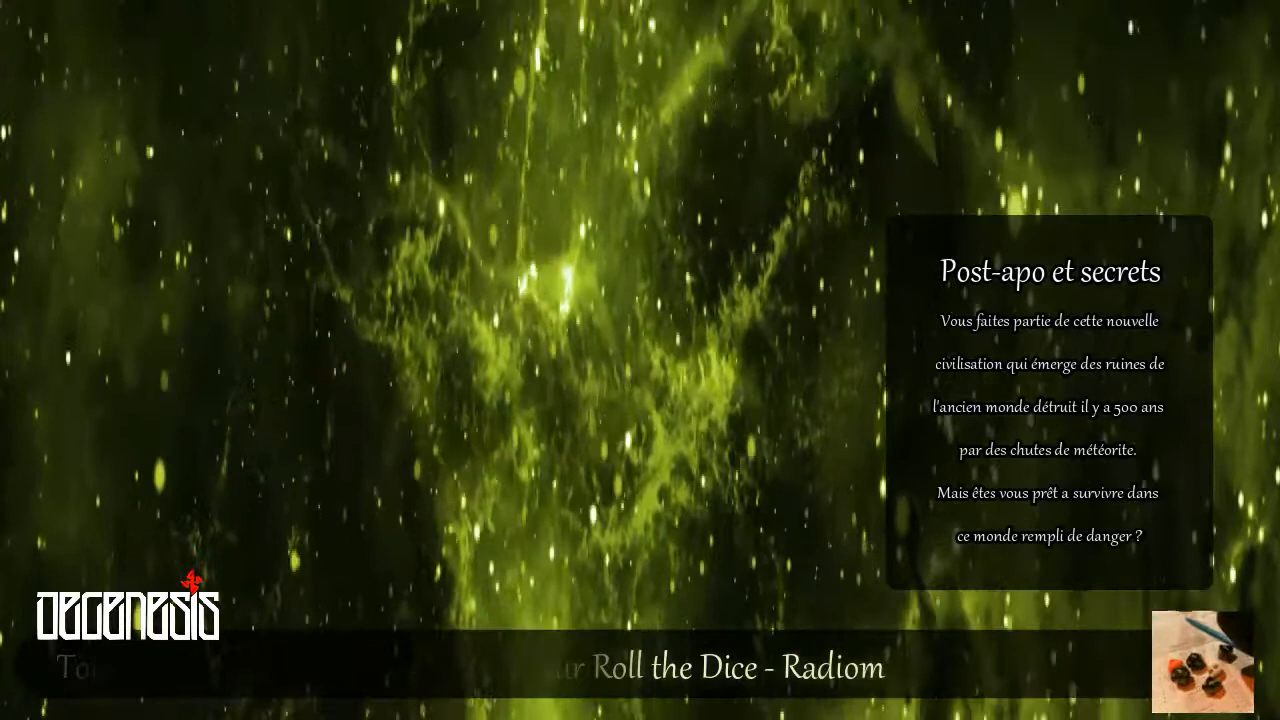 Post-apo et secrets
Vous faites partie de cette nouvelle
civilisation qui émerge des ruines de
l'ancien monde détruit il y a 500 ans
par des chutes de météorite.
Mais êtes vous prêt a survivre dans
ce monde rempli de danger ?
DEGENESIS
Roll the Dice - Radiom